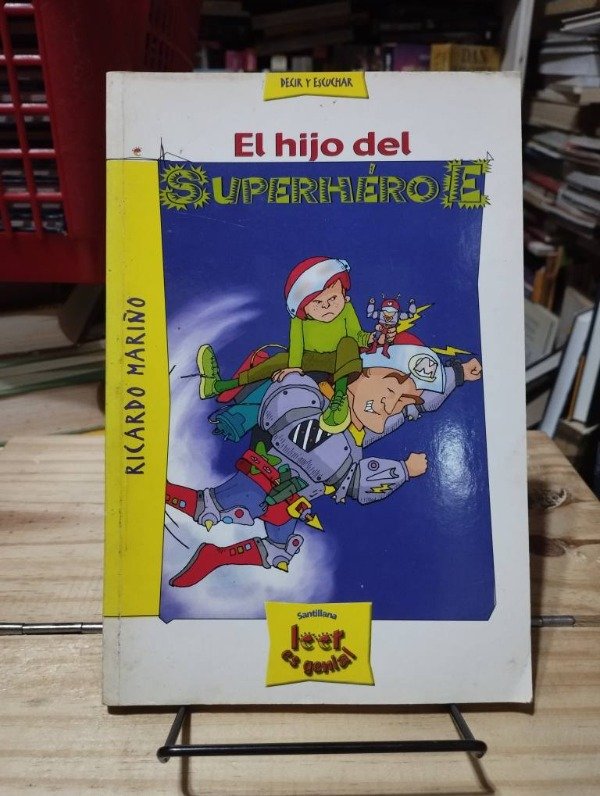 DECIR Y ESCUCHAR
El hijo del
SUPERHÉROE
RICARDO MARIÑO
M
Santillana
leer
es genial